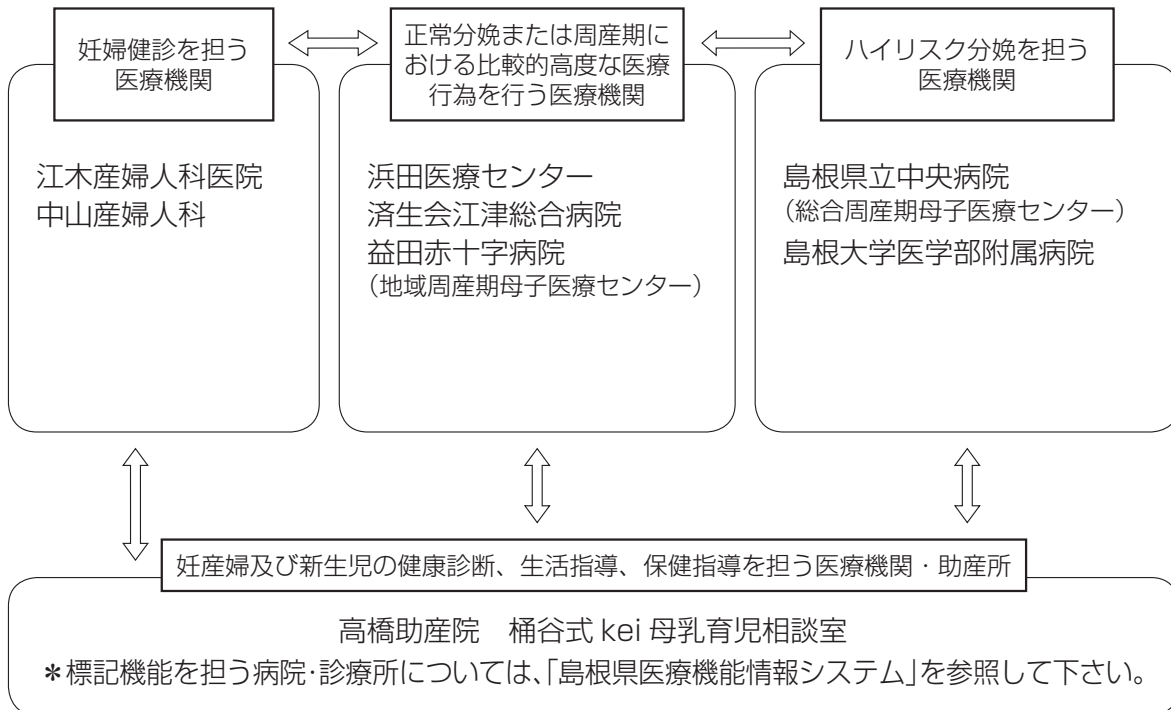 妊婦健診を担う
医療機関
江木産婦人科医院
中山産婦人科
正常分娩または周産期に
おける比較的高度な医療
行為を行う医療機関
浜田医療センター
済生会江津総合病院
益田赤十字病院
（地域周産期母子医療センター）
ハイリスク分娩を担う
医療機関
島根県立中央病院
（総合周産期母子医療センター）
島根大学医学部附属病院
妊産婦及び新生児の健康診断、生活指導、保健指導を担う医療機関・助産所
高橋助産院　桶谷式 kei 母乳育児相談室
＊標記機能を担う病院･診療所については､｢島根県医療機能情報システム｣を参照して下さい。